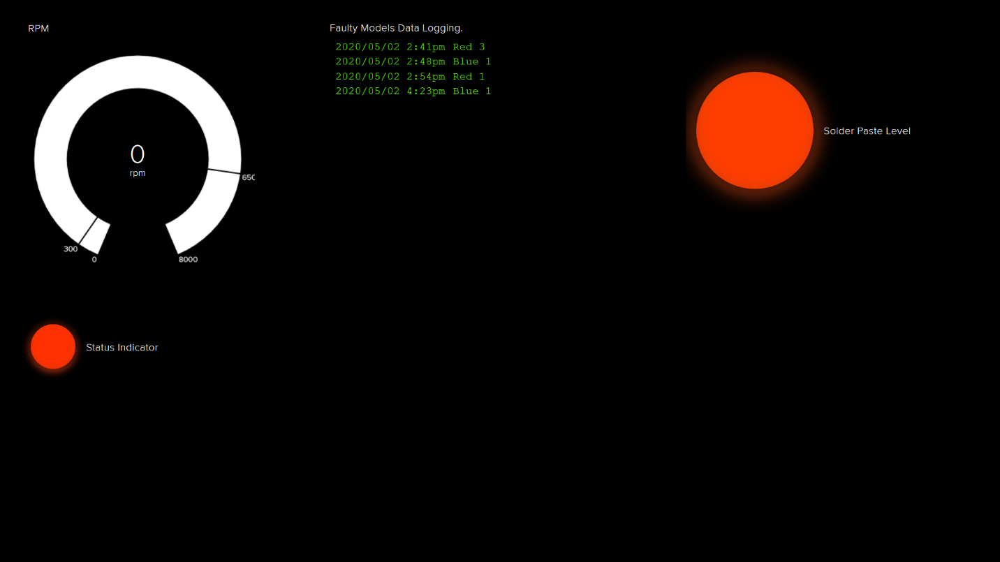 RPM
0
rpm
650
300
0
8000
Status Indicator
Faulty Models Data Logging.
2020/05/02 2:41pm Red 3
2020/05/02 2:48pm Blue 1
2020/05/02 2:54pm Red 1
2020/05/02 4:23pm Blue 1
Solder Paste Level